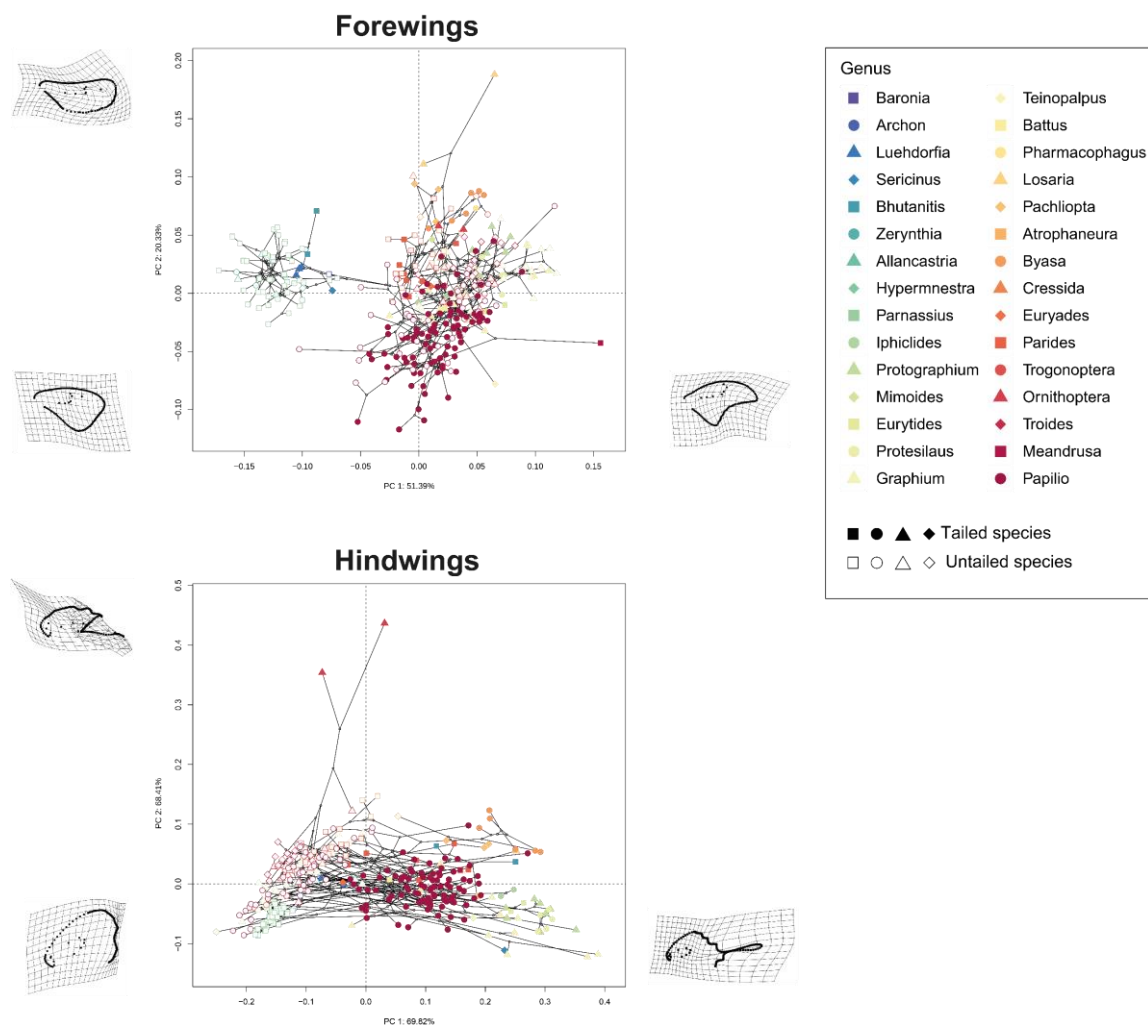 Forewings
0.20
0.15
0.10
0.05
0.00
−0.05
−0.10
PC 2: 20.33%
−0.15 −0.10 −0.05 0.00 0.05 0.10 0.15
PC 1: 51.39%
Genus
Baronia Teinopalpus
Archon Battus
Luehdorfia Pharmacophagus
Sericinus Losaria
Bhutanitis Pachliopta
Zerynthia Atrophaneura
Allancastria Byasa
Hypermnestra Cressida
Parnassius Euryades
Iphiclides Parides
Protographium Trogonoptera
Mimoides Ornithoptera
Eurytides Troides
Protesilaus Meandrusa
Graphium Papilio
Tailed species
Untailed species
Hindwings
0.5
0.4
0.3
0.2
0.1
0.0
−0.1
PC 2: 68.41%
−0.2 −0.1 0.0 0.1 0.2 0.3 0.4
PC 1: 69.82%